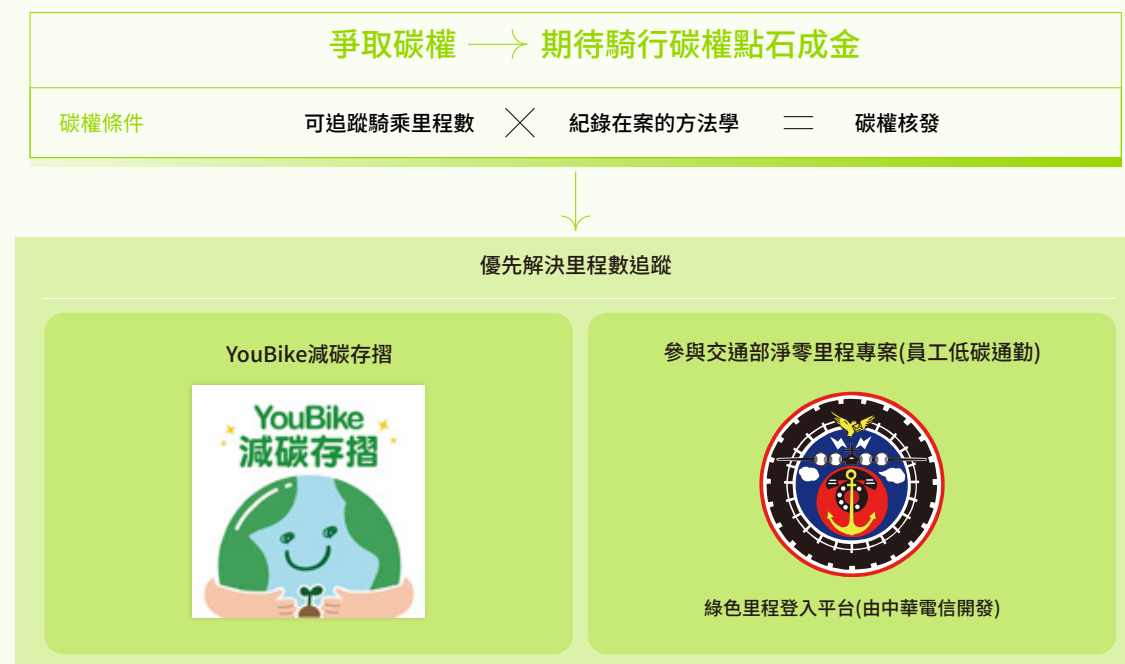 爭取碳權 → 期待騎行碳權點石成金
碳權條件 可追蹤騎乘里程數 × 紀錄在案的方法學 = 碳權核發
優先解決里程數追蹤
YouBike減碳存摺
YouBike
減碳存摺
參與交通部淨零里程專案(員工低碳通勤)
綠色里程登入平台(由中華電信開發)